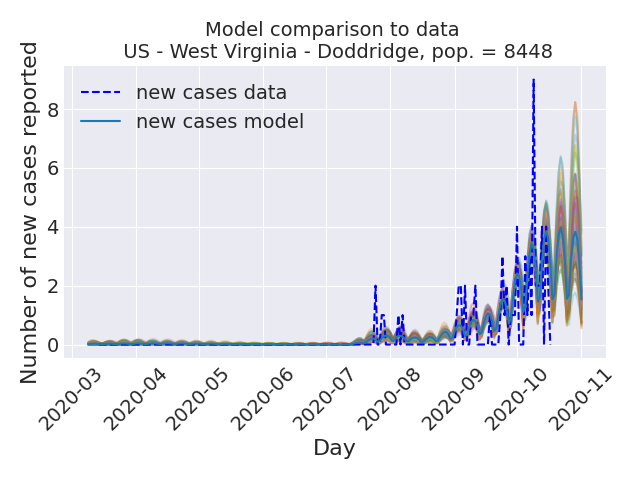 Model comparison to data
US - West Virginia - Doddridge, pop. = 8448
Number of new cases reported
8
6
4
2
0
new cases data
new cases model
2020-03
2020-04
2020-05
2020-06
2020-07
2020-08
2020-09
2020-10
2020-11
Day